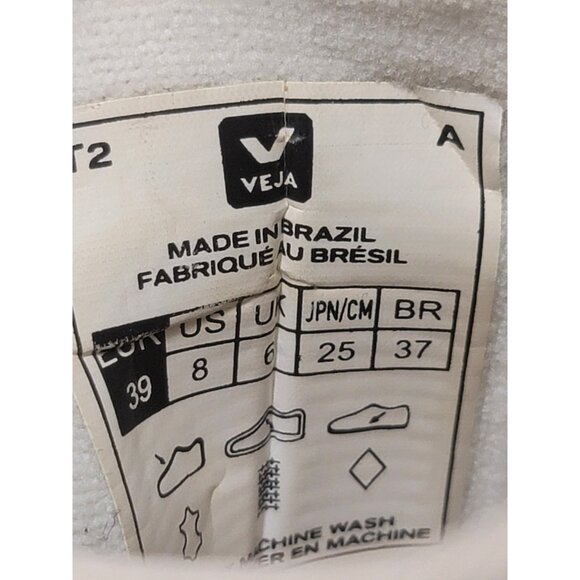 T2 VEJA A
MADE IN BRAZIL
FABRIQUÉ AU BRÉSIL
EUR US UK JPN/CM BR
39 8 6 25 37
MACHINE WASH
EN MACHINE